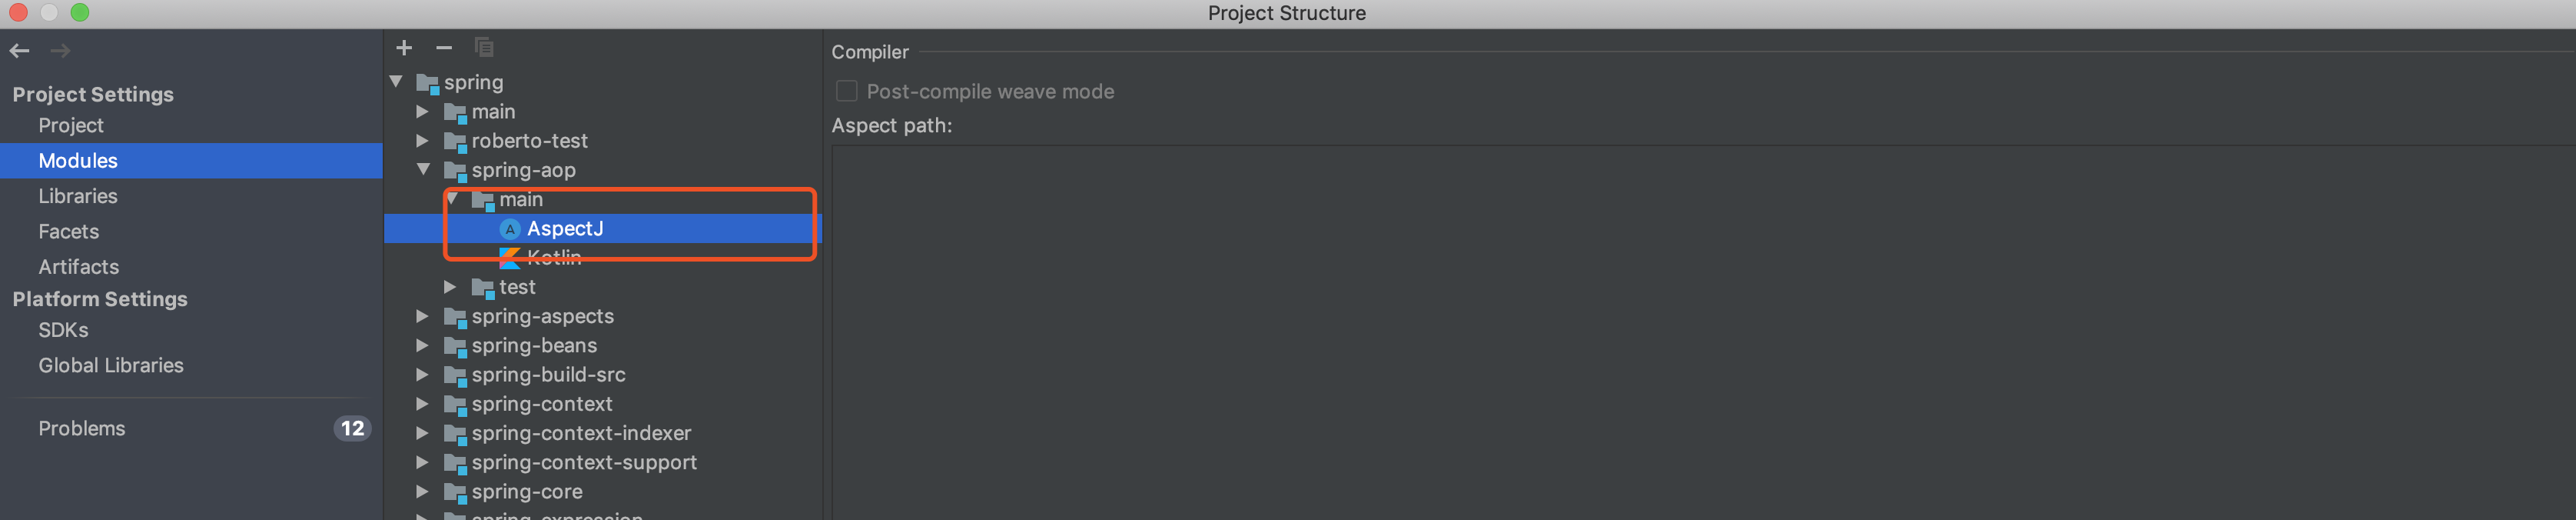 Project Structure
Project Settings
Project
Modules
Libraries
Facets
Artifacts
Platform Settings
SDKs
Global Libraries
Problems 12
spring
main
roberto-test
spring-aop
main
A AspectJ
Kotlin
test
spring-aspects
spring-beans
spring-build-src
spring-context
spring-context-indexer
spring-context-support
spring-core
spring-expression
Compiler
Post-compile weave mode
Aspect path: